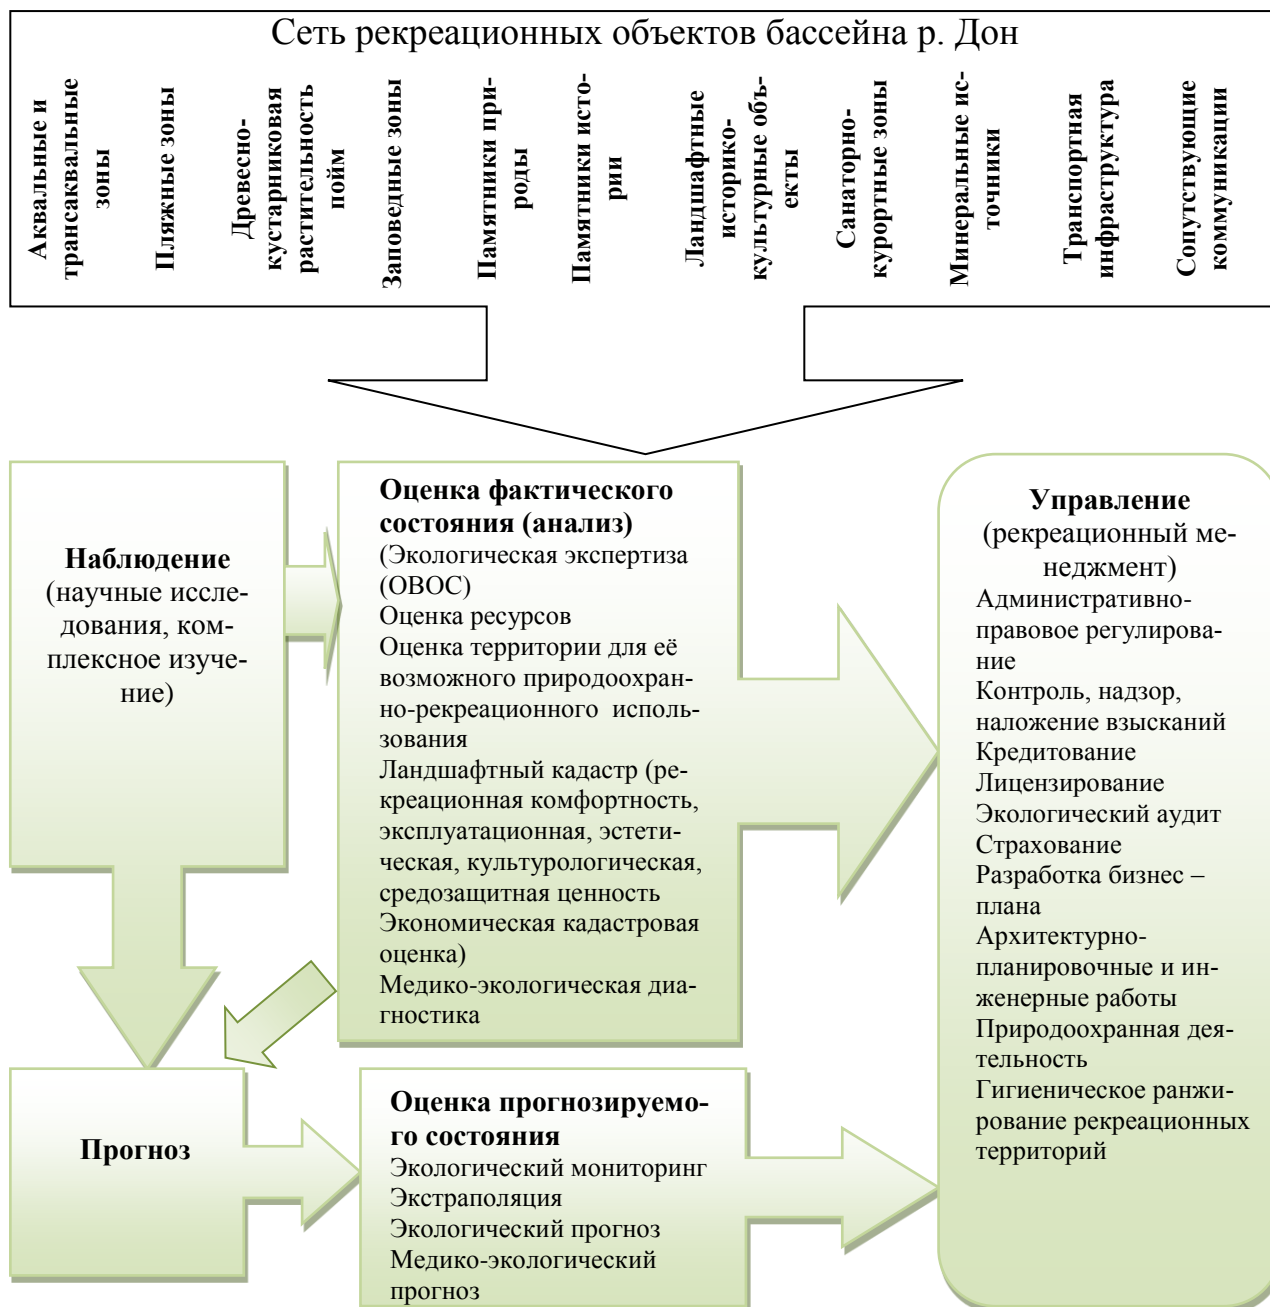 Сеть рекреационных объектов бассейна р. Дон
Аквальные и
трансаквальные
зоны
Пляжные зоны
Древесно-
кустарниковая
растительность
пойм
Заповедные зоны
Памятники при-
роды
Памятники исто-
рии
Ландшафтные
историко-
культурные объ-
екты
Санаторно-
курортные зоны
Минеральные ис-
точники
Транспортная
инфраструктура
Сопутствующие
коммуникации
Наблюдение
(научные иссле-
дования, ком-
плексное изуче-
ние)
Оценка фактического
состояния (анализ)
(Экологическая экспертиза
(ОВОС)
Оценка ресурсов
Оценка территории для её
возможного природоохран-
но-рекреационного исполь-
зования
Ландшафтный кадастр (ре-
креационная комфортность,
эксплуатационная, эстети-
ческая, культурологическая,
средозащитная ценность
Экономическая кадастровая
оценка)
Медико-экологическая диа-
гностика
Управление
(рекреационный ме-
неджмент)
Административно-
правовое регулирова-
ние
Контроль, надзор,
наложение взысканий
Кредитование
Лицензирование
Экологический аудит
Страхование
Разработка бизнес –
плана
Архитектурно-
планировочные и ин-
женерные работы
Природоохранная дея-
тельность
Гигиеническое ранжи-
рование рекреационных
территорий
Прогноз
Оценка прогнозируемо-
го состояния
Экологический мониторинг
Экстраполяция
Экологический прогноз
Медико-экологический
прогноз